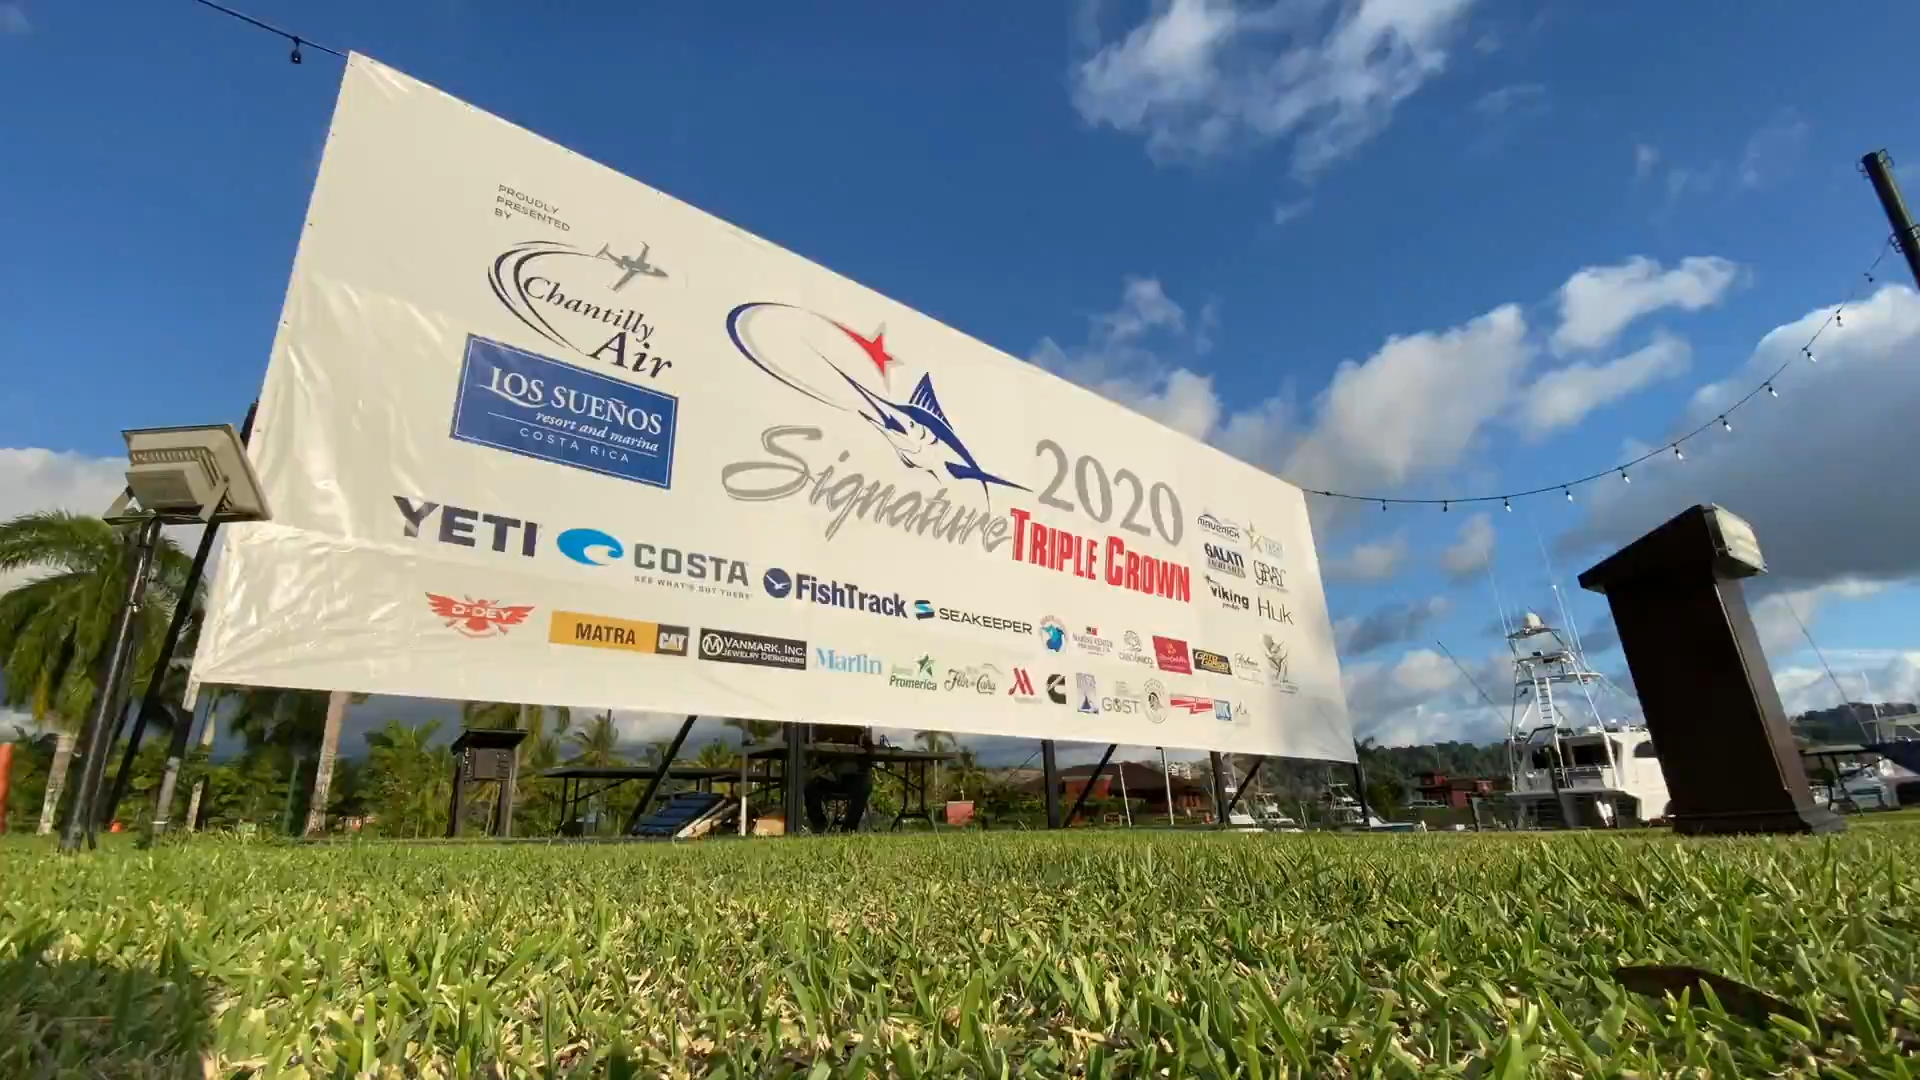 PROUDLY
PRESENTED
BY
Chantilly
Air
LOS SUEÑOS
resort and marina
COSTA RICA
Signature
2020
TRIPLE CROWN
YETI
COSTA
SEE WHAT'S OUT THERE
FishTrack
SEAKEEPER
MAVERICK
GALATI
GRAY
viking
HUK
D-DEY
MATRA CAT
VANMARK, INC.
JEWELRY DESIGNERS
Marlin
Promerica
Flor de Caña
C
GOST